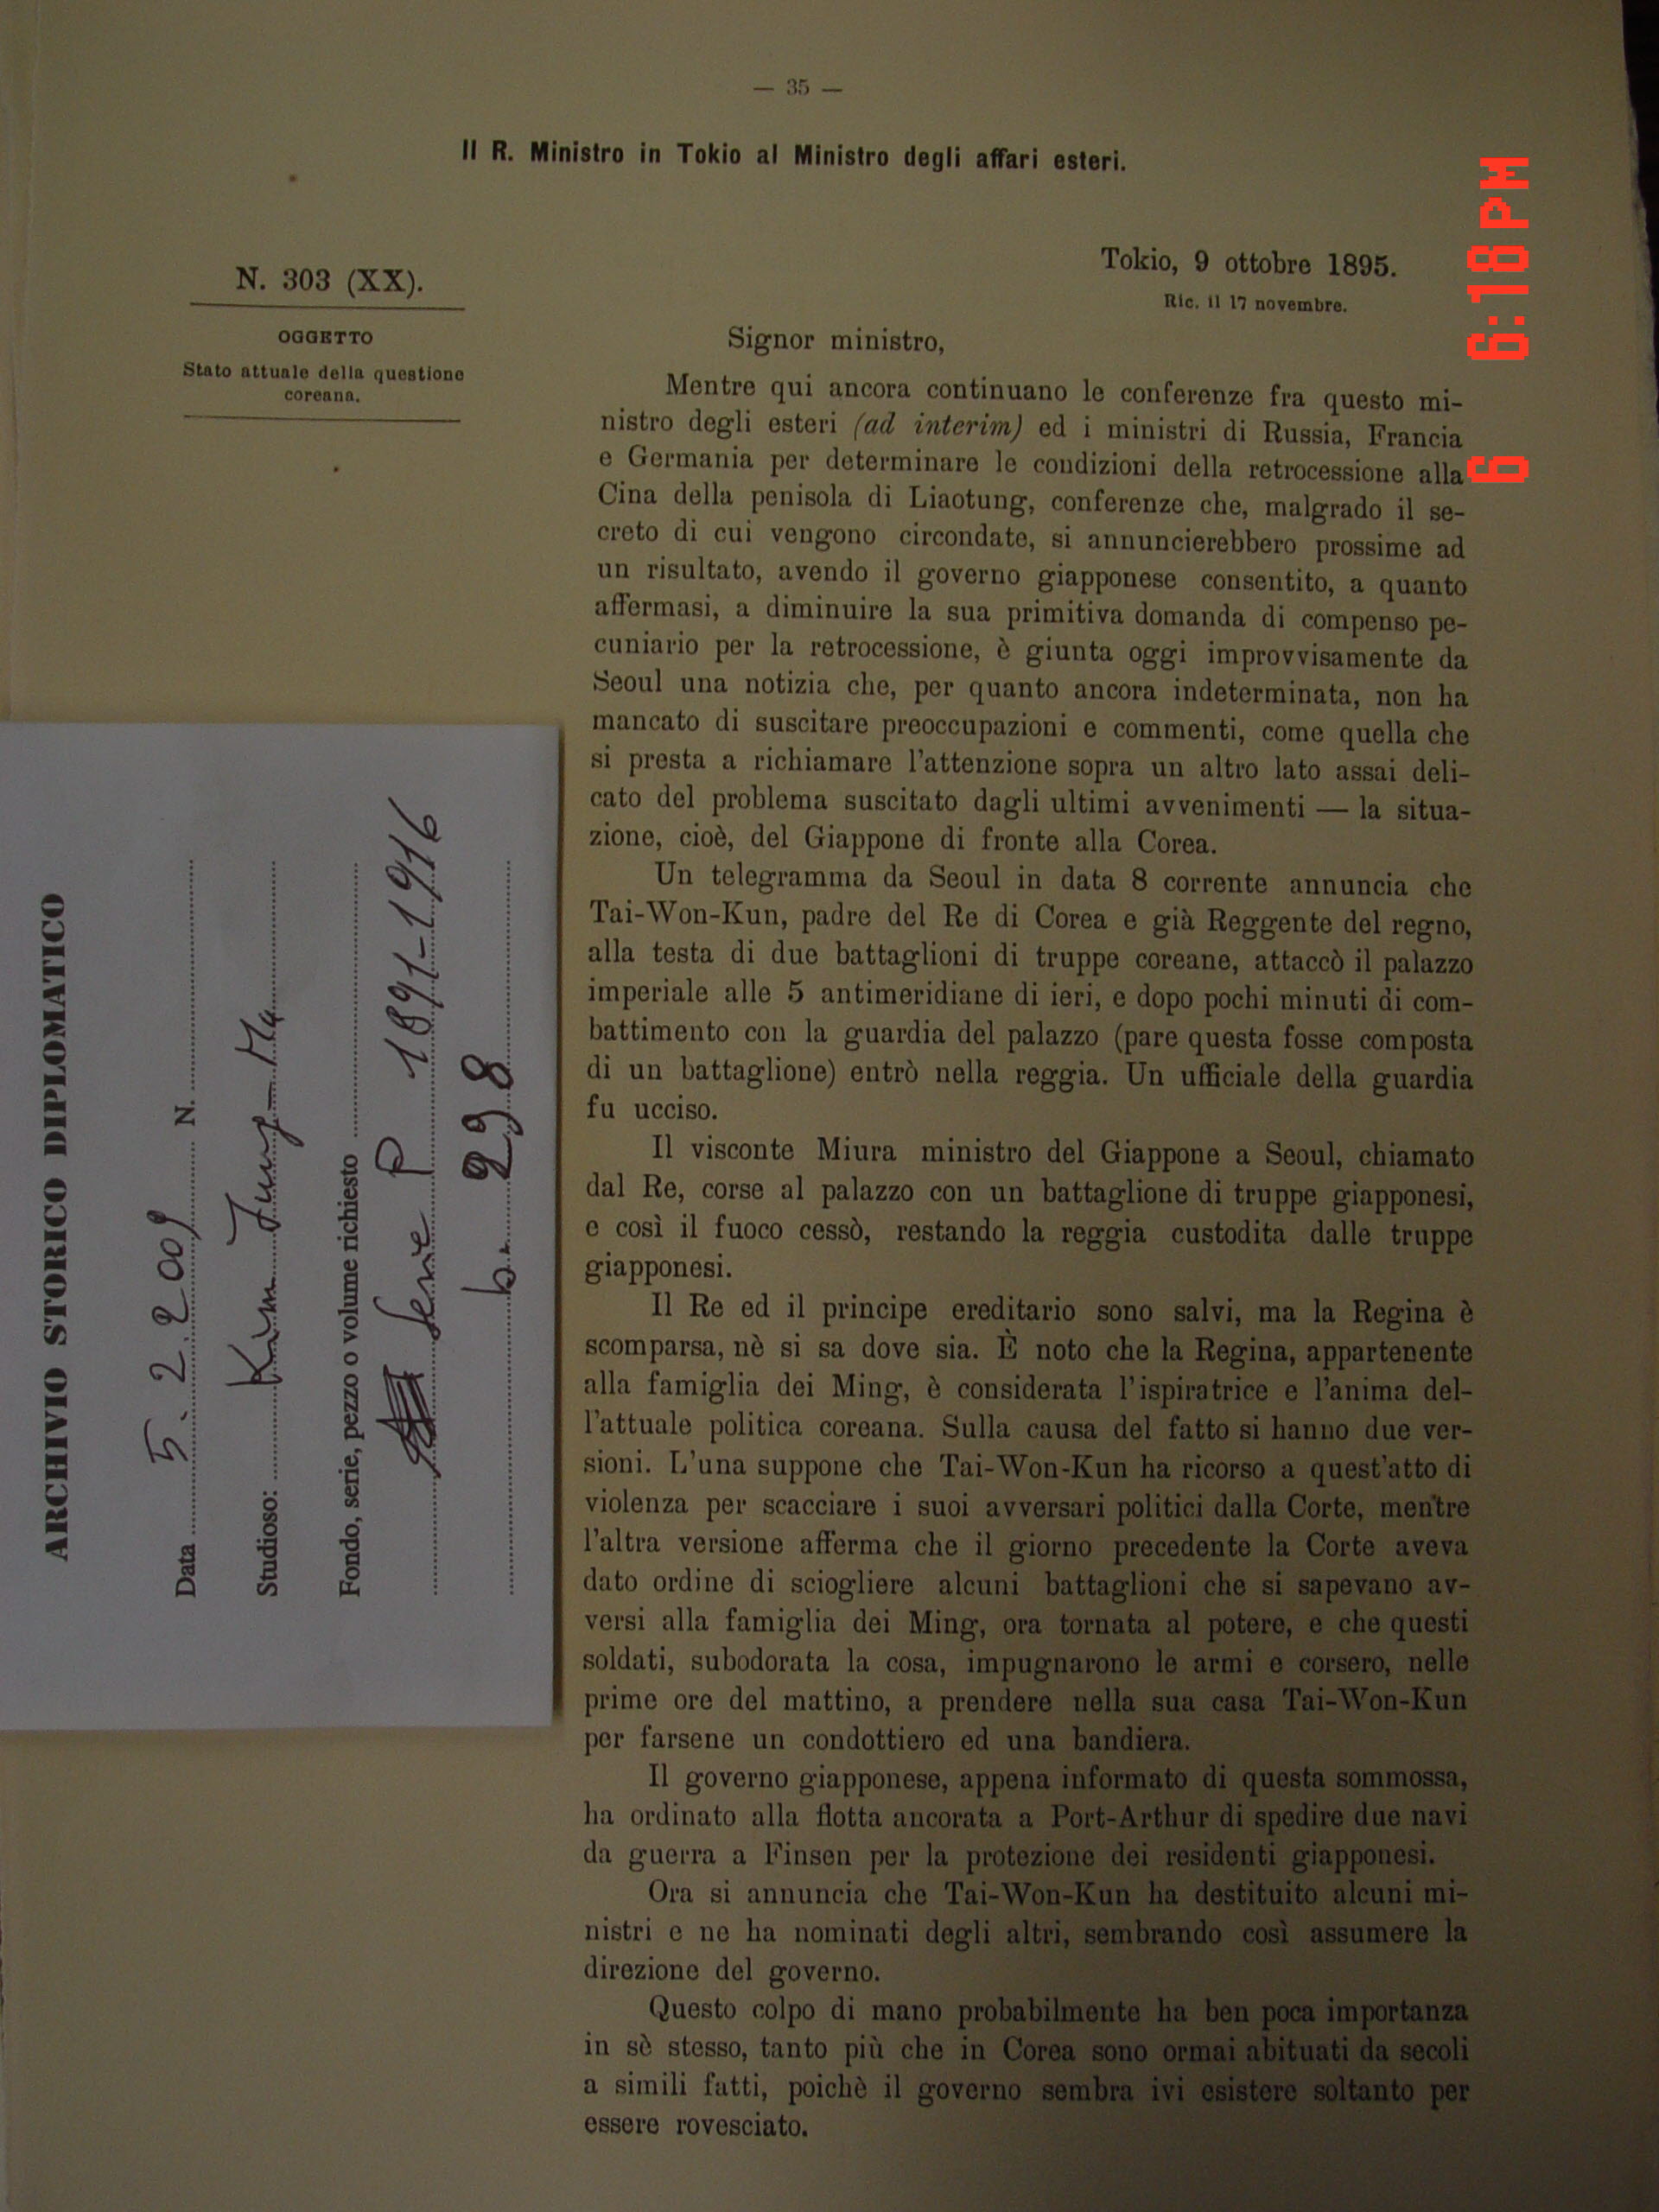 — 35 —
Il R. Ministro in Tokio al Ministro degli affari esteri.
N. 303 (XX).
OGGETTO
Stato attuale della questione
coreana.
Tokio, 9 ottobre 1895.
Ric. il 17 novembre.
Signor ministro,
Mentre qui ancora continuano le conferenze fra questo mi-
nistro degli esteri (ad interim) ed i ministri di Russia, Francia
e Germania per determinare le condizioni della retrocessione alla
Cina della penisola di Liaotung, conferenze che, malgrado il se-
creto di cui vengono circondate, si annuncierebbero prossime ad
un risultato, avendo il governo giapponese consentito, a quanto
affermasi, a diminuire la sua primitiva domanda di compenso pe-
cuniario per la retrocessione, è giunta oggi improvvisamente da
Seoul una notizia che, per quanto ancora indeterminata, non ha
mancato di suscitare preoccupazioni e commenti, come quella che
si presta a richiamare l'attenzione sopra un altro lato assai deli-
cato del problema suscitato dagli ultimi avvenimenti — la situa-
zione, cioè, del Giappone di fronte alla Corea.
Un telegramma da Seoul in data 8 corrente annuncia che
Tai-Won-Kun, padre del Re di Corea e già Reggente del regno,
alla testa di due battaglioni di truppe coreane, attaccò il palazzo
imperiale alle 5 antimeridiane di ieri, e dopo pochi minuti di com-
battimento con la guardia del palazzo (pare questa fosse composta
di un battaglione) entrò nella reggia. Un ufficiale della guardia
fu ucciso.
Il visconte Miura ministro del Giappone a Seoul, chiamato
dal Re, corse al palazzo con un battaglione di truppe giapponesi,
e così il fuoco cessò, restando la reggia custodita dalle truppe
giapponesi.
Il Re ed il principe ereditario sono salvi, ma la Regina è
scomparsa, nè si sa dove sia. È noto che la Regina, appartenente
alla famiglia dei Ming, è considerata l'ispiratrice e l'anima del-
l'attuale politica coreana. Sulla causa del fatto si hanno due ver-
sioni. L'una suppone che Tai-Won-Kun ha ricorso a quest'atto di
violenza per scacciare i suoi avversari politici dalla Corte, mentre
l'altra versione afferma che il giorno precedente la Corte aveva
dato ordine di sciogliere alcuni battaglioni che si sapevano av-
versi alla famiglia dei Ming, ora tornata al potere, e che questi
soldati, subodorata la cosa, impugnarono le armi e corsero, nelle
prime ore del mattino, a prendere nella sua casa Tai-Won-Kun
per farsene un condottiero ed una bandiera.
Il governo giapponese, appena informato di questa sommossa,
ha ordinato alla flotta ancorata a Port-Arthur di spedire due navi
da guerra a Finsen per la protezione dei residenti giapponesi.
Ora si annuncia che Tai-Won-Kun ha destituito alcuni mi-
nistri e ne ha nominati degli altri, sembrando così assumere la
direzione del governo.
Questo colpo di mano probabilmente ha ben poca importanza
in sè stesso, tanto più che in Corea sono ormai abituati da secoli
a simili fatti, poichè il governo sembra ivi esistere soltanto per
essere rovesciato.
ARCHIVIO STORICO DIPLOMATICO
Data 5.2.2009 N.
Studioso: Kim Jung-Ma
Fondo, serie, pezzo o volume richiesto
Serie P 1891-1916
b. 298
6 6:18 PM